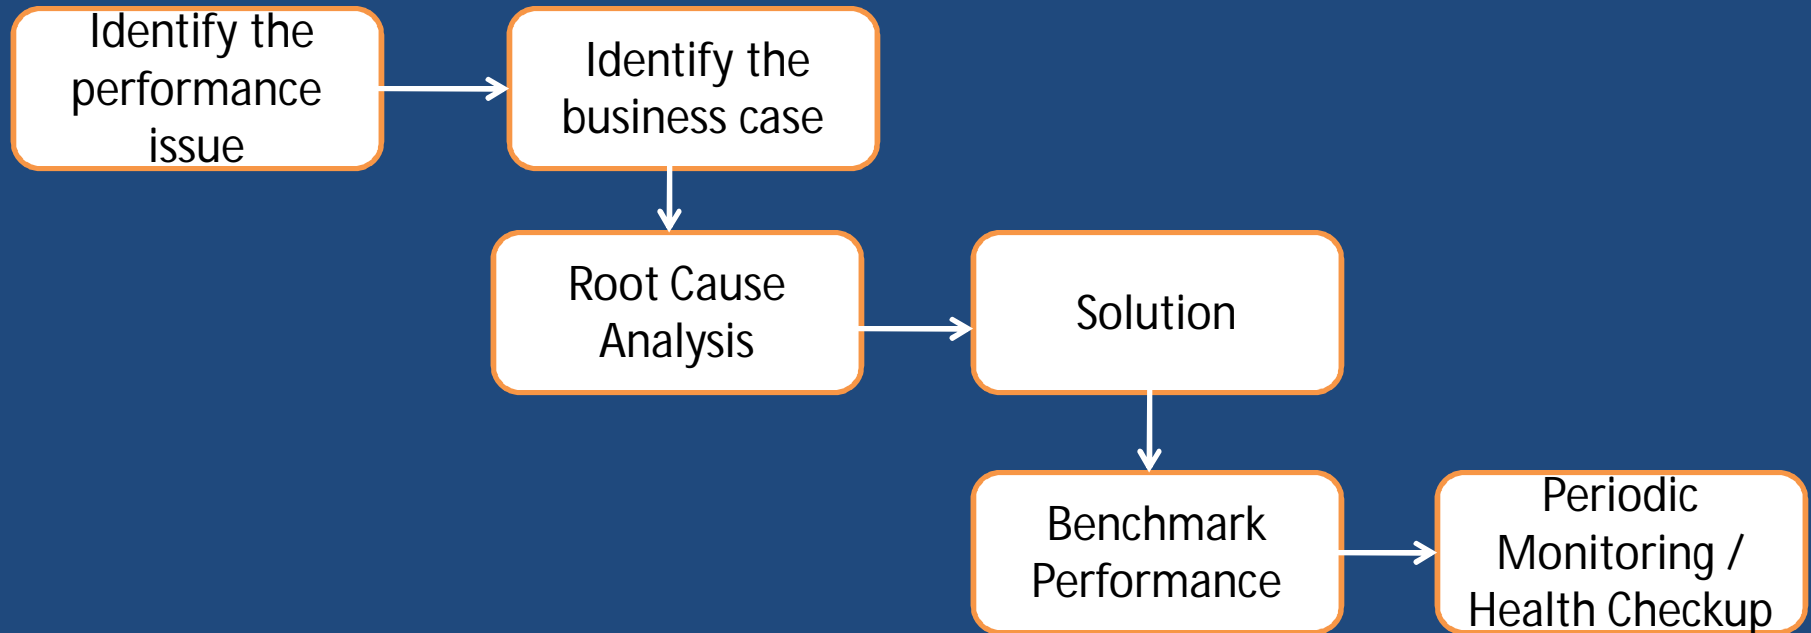 Identify the
performance
issue
Identify the
business case
Root Cause
Analysis
Solution
Benchmark
Performance
Periodic
Monitoring /
Health Checkup